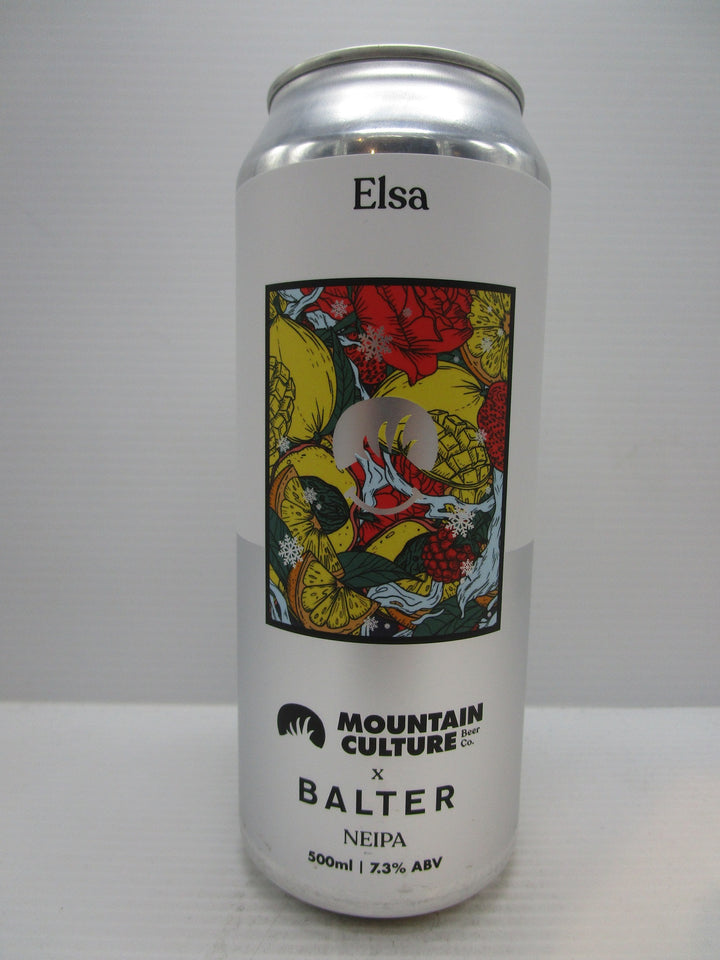 Elsa
MOUNTAIN
CULTURE Beer Co.
x
BALTER
NEIPA
500ml | 7.3% ABV